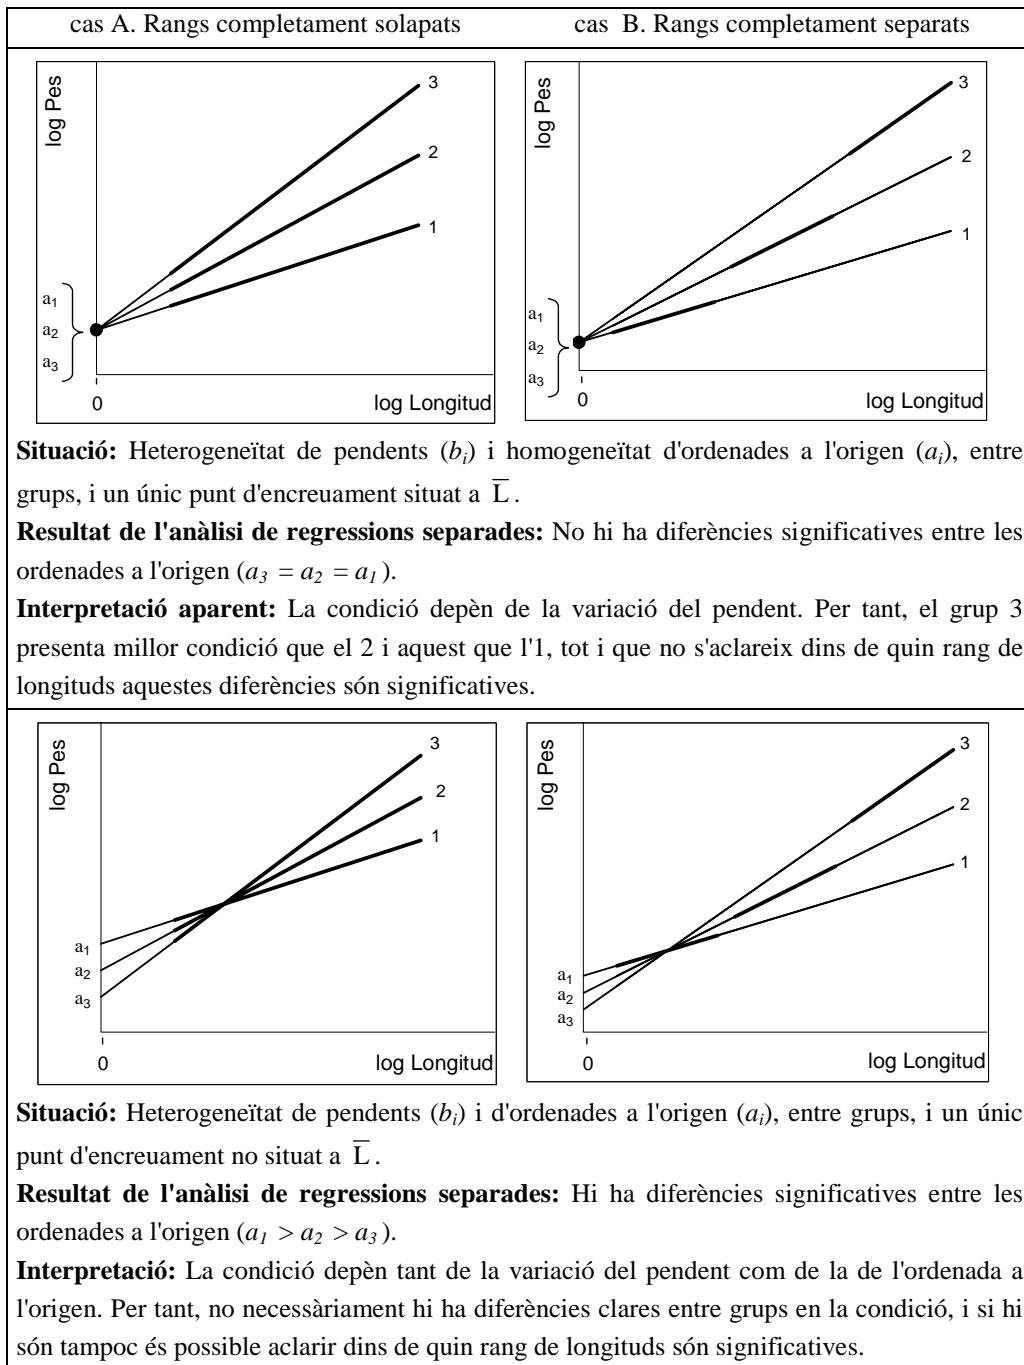 cas A. Rangs completament solapats
cas B. Rangs completament separats
log Pes
3
2
1
a1
a2
a3
0
log Longitud
log Pes
3
2
1
a1
a2
a3
0
log Longitud
Situació: Heterogeneïtat de pendents (bi) i homogeneïtat d'ordenades a l'origen (ai), entre
grups, i un únic punt d'encreuament situat a L̅.
Resultat de l'anàlisi de regressions separades: No hi ha diferències significatives entre les
ordenades a l'origen (a3 = a2 = a1).
Interpretació aparent: La condició depèn de la variació del pendent. Per tant, el grup 3
presenta millor condició que el 2 i aquest que l'1, tot i que no s'aclareix dins de quin rang de
longituds aquestes diferències són significatives.
log Pes
3
2
1
a1
a2
a3
0
log Longitud
log Pes
3
2
1
a1
a2
a3
0
log Longitud
Situació: Heterogeneïtat de pendents (bi) i d'ordenades a l'origen (ai), entre grups, i un únic
punt d'encreuament no situat a L̅.
Resultat de l'anàlisi de regressions separades: Hi ha diferències significatives entre les
ordenades a l'origen (a1 > a2 > a3).
Interpretació: La condició depèn tant de la variació del pendent com de la de l'ordenada a
l'origen. Per tant, no necessàriament hi ha diferències clares entre grups en la condició, i si hi
són tampoc és possible aclarir dins de quin rang de longituds són significatives.